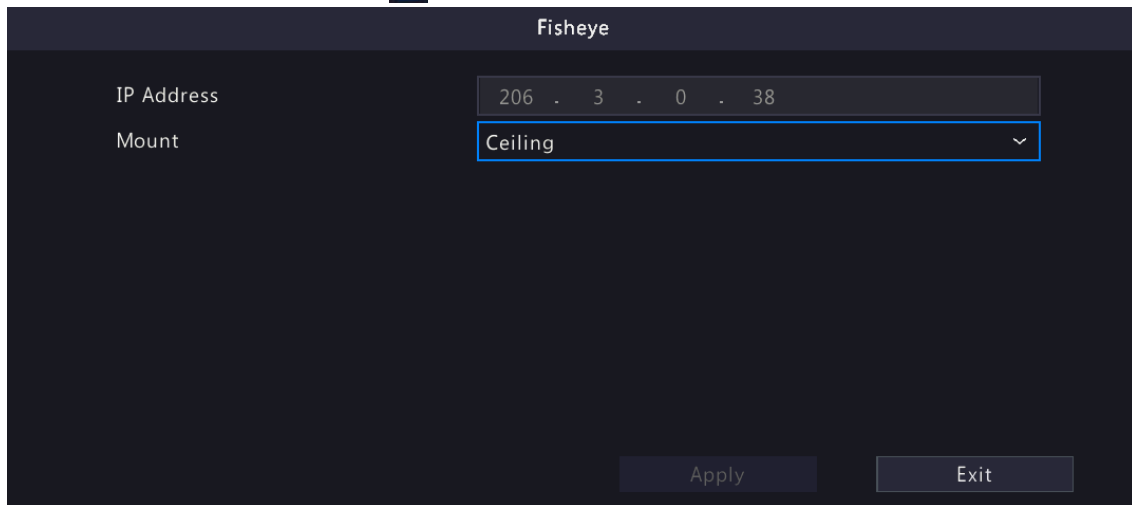 Fisheye
IP Address 206 . 3 . 0 . 38
Mount Ceiling
Apply Exit